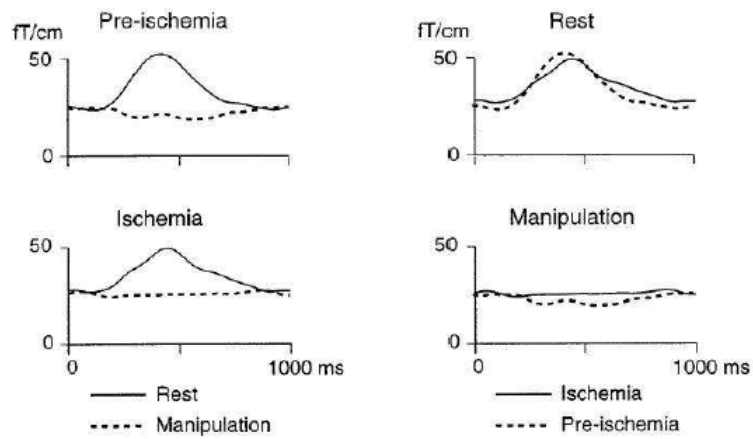 Pre-ischemia
fT/cm
50
0
Rest
fT/cm
50
0
Ischemia
50
0
0
1000 ms
Rest
Manipulation
Manipulation
50
0
0
1000 ms
Ischemia
Pre-ischemia